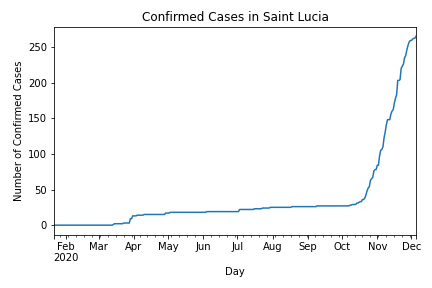 Confirmed Cases in Saint Lucia
Number of Confirmed Cases
250
200
150
100
50
0
Feb Mar Apr May Jun Jul Aug Sep Oct Nov Dec
2020
Day